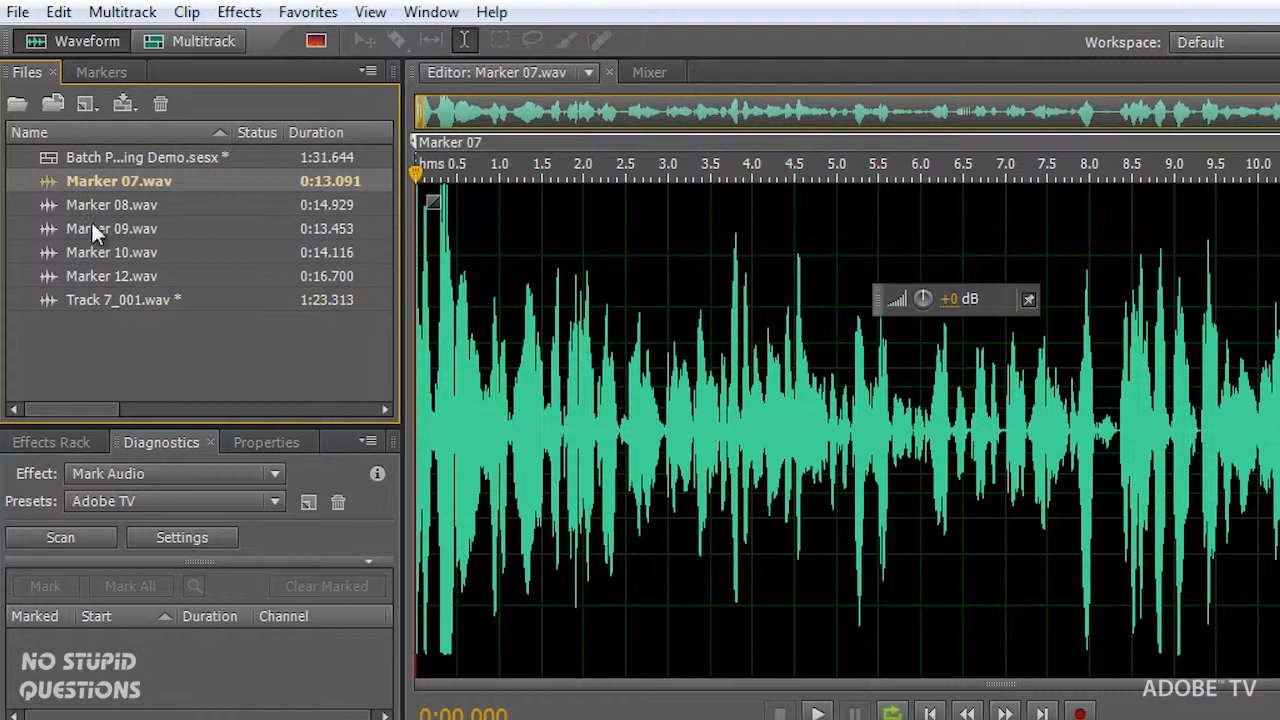 File Edit Multitrack Clip Effects Favorites View Window Help
Waveform Multitrack Workspace: Default
Files × Markers Editor: Marker 07.wav × Mixer
Name Status Duration
Batch P...ing Demo.sesx * 1:31.644
Marker 07.wav 0:13.091
Marker 08.wav 0:14.929
Marker 09.wav 0:13.453
Marker 10.wav 0:14.116
Marker 12.wav 0:16.700
Track 7_001.wav * 1:23.313
Marker 07
hms 0.5 1.0 1.5 2.0 2.5 3.0 3.5 4.0 4.5 5.0 5.5 6.0 6.5 7.0 7.5 8.0 8.5 9.0 9.5 10.0
+0 dB
Effects Rack Diagnostics × Properties
Effect: Mark Audio
Presets: Adobe TV
Scan Settings
Mark Mark All Clear Marked
Marked Start Duration Channel
NO STUPID
QUESTIONS
ADOBE™ TV
0:00.000